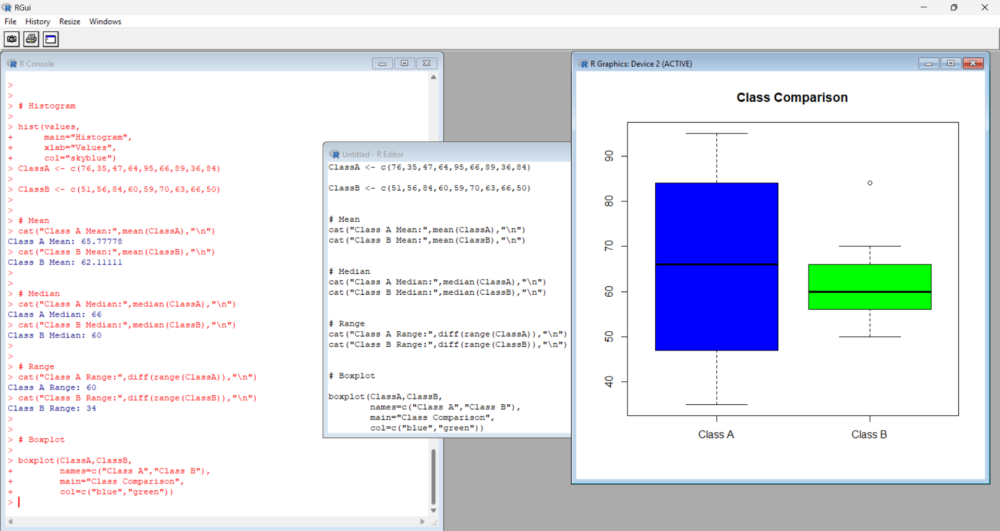 RGui
File History Resize Windows
R Console
>
>
> # Histogram
>
> hist(values,
+      main="Histogram",
+      xlab="Values",
+      col="skyblue")
> ClassA <- c(76,35,47,64,95,66,89,36,84)
>
> ClassB <- c(51,56,84,60,59,70,63,66,50)
>
>
> # Mean
> cat("Class A Mean:",mean(ClassA),"\n")
Class A Mean: 65.77778
> cat("Class B Mean:",mean(ClassB),"\n")
Class B Mean: 62.11111
>
>
> # Median
> cat("Class A Median:",median(ClassA),"\n")
Class A Median: 66
> cat("Class B Median:",median(ClassB),"\n")
Class B Median: 60
>
>
> # Range
> cat("Class A Range:",diff(range(ClassA)),"\n")
Class A Range: 60
> cat("Class B Range:",diff(range(ClassB)),"\n")
Class B Range: 34
>
>
> # Boxplot
>
> boxplot(ClassA,ClassB,
+         names=c("Class A","Class B"),
+         main="Class Comparison",
+         col=c("blue","green"))
>
Untitled - R Editor
ClassA <- c(76,35,47,64,95,66,89,36,84)
ClassB <- c(51,56,84,60,59,70,63,66,50)
# Mean
cat("Class A Mean:",mean(ClassA),"\n")
cat("Class B Mean:",mean(ClassB),"\n")
# Median
cat("Class A Median:",median(ClassA),"\n")
cat("Class B Median:",median(ClassB),"\n")
# Range
cat("Class A Range:",diff(range(ClassA)),"\n")
cat("Class B Range:",diff(range(ClassB)),"\n")
# Boxplot
boxplot(ClassA,ClassB,
        names=c("Class A","Class B"),
        main="Class Comparison",
        col=c("blue","green"))
R Graphics: Device 2 (ACTIVE)
Class Comparison
90
80
70
60
50
40
Class A Class B